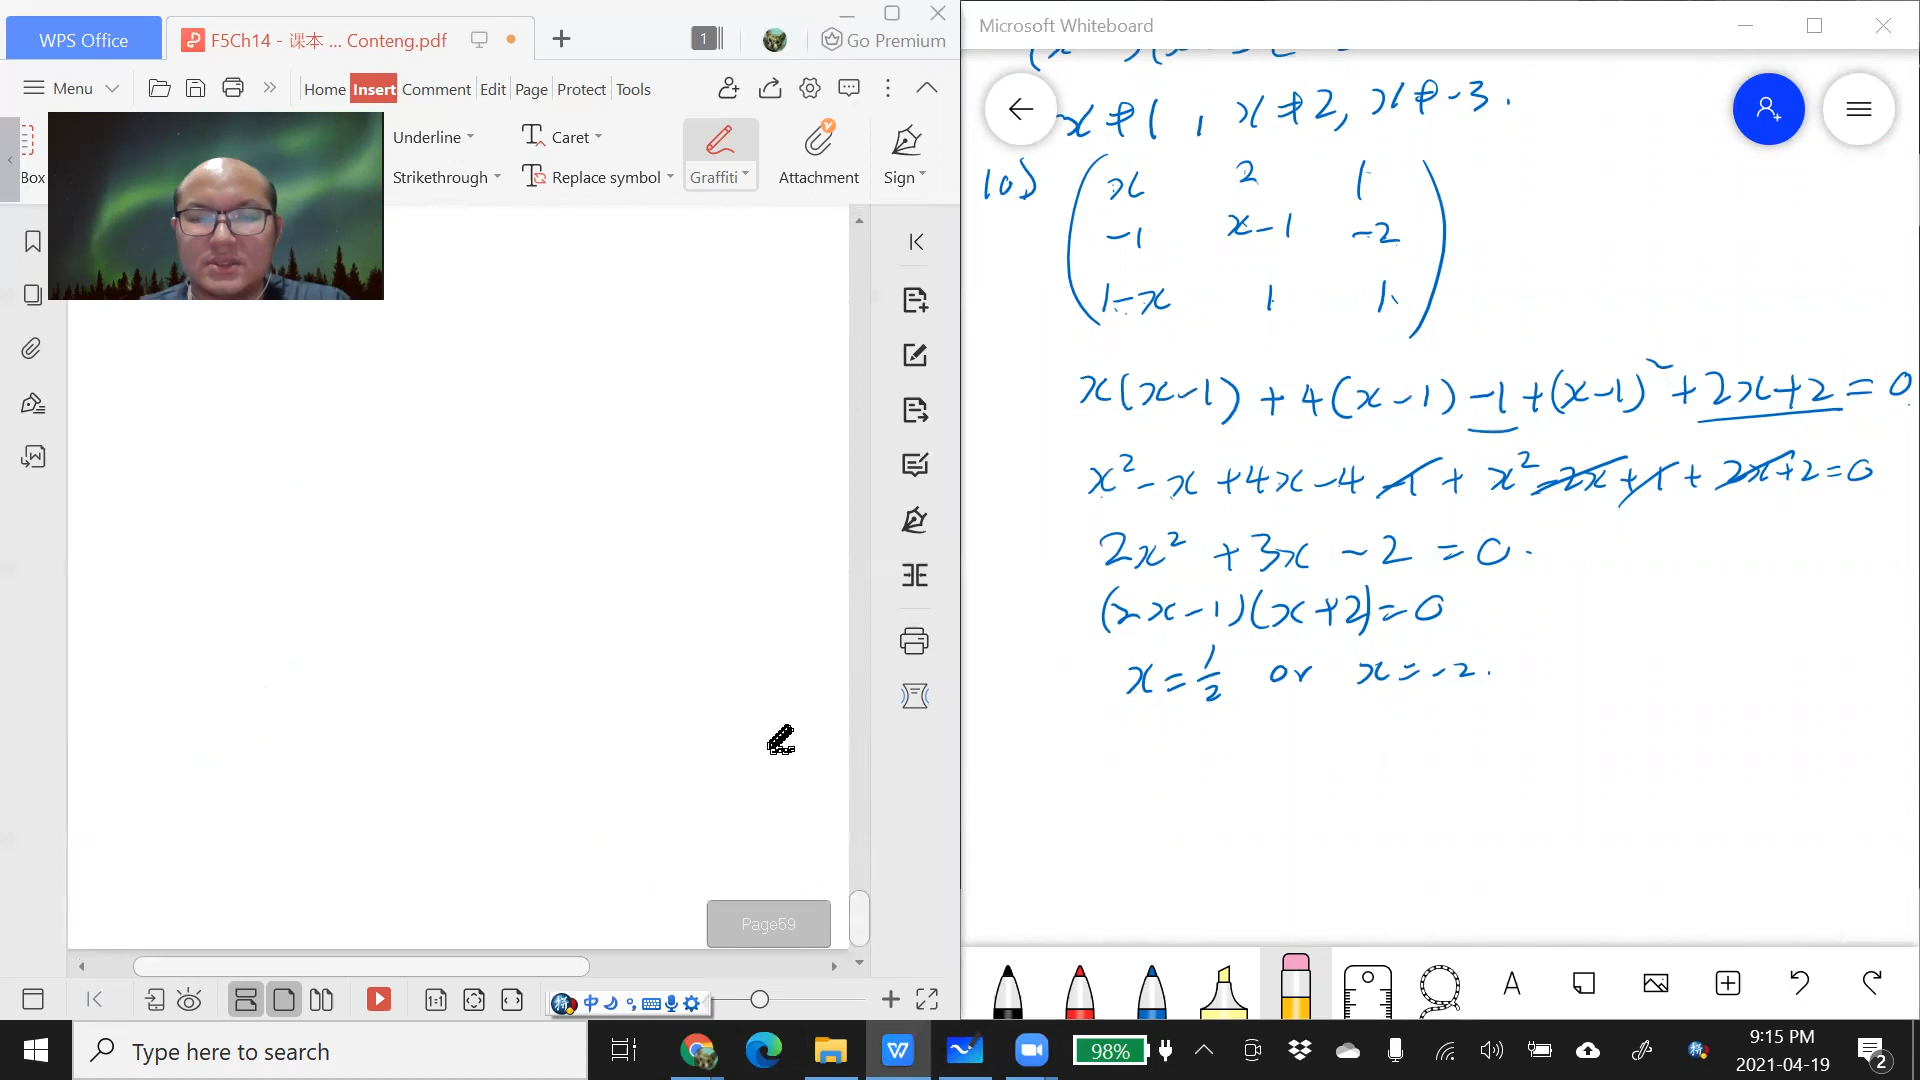 WPS Office
F5Ch14 - 课本 ... Conteng.pdf
1
Go Premium
Menu
Home Insert Comment Edit Page Protect Tools
Box
Underline
Caret
Strikethrough
Replace symbol
Graffiti
Attachment
Sign
Page59
中
Microsoft Whiteboard
x ≠ 1 , x ≠ 2, x ≠ -3.
10)
x 2 1
-1 x-1 -2
1-x 1 1
x(x-1) + 4(x-1) -1 + (x-1)² + 2x+2 = 0
x² - x + 4x - 4 - 1 + x² - 2x + 1 + 2x + 2 = 0
2x² + 3x - 2 = 0.
(2x-1)(x+2) = 0
x = 1/2 or x = -2.
Type here to search
98%
9:15 PM
2021-04-19
2